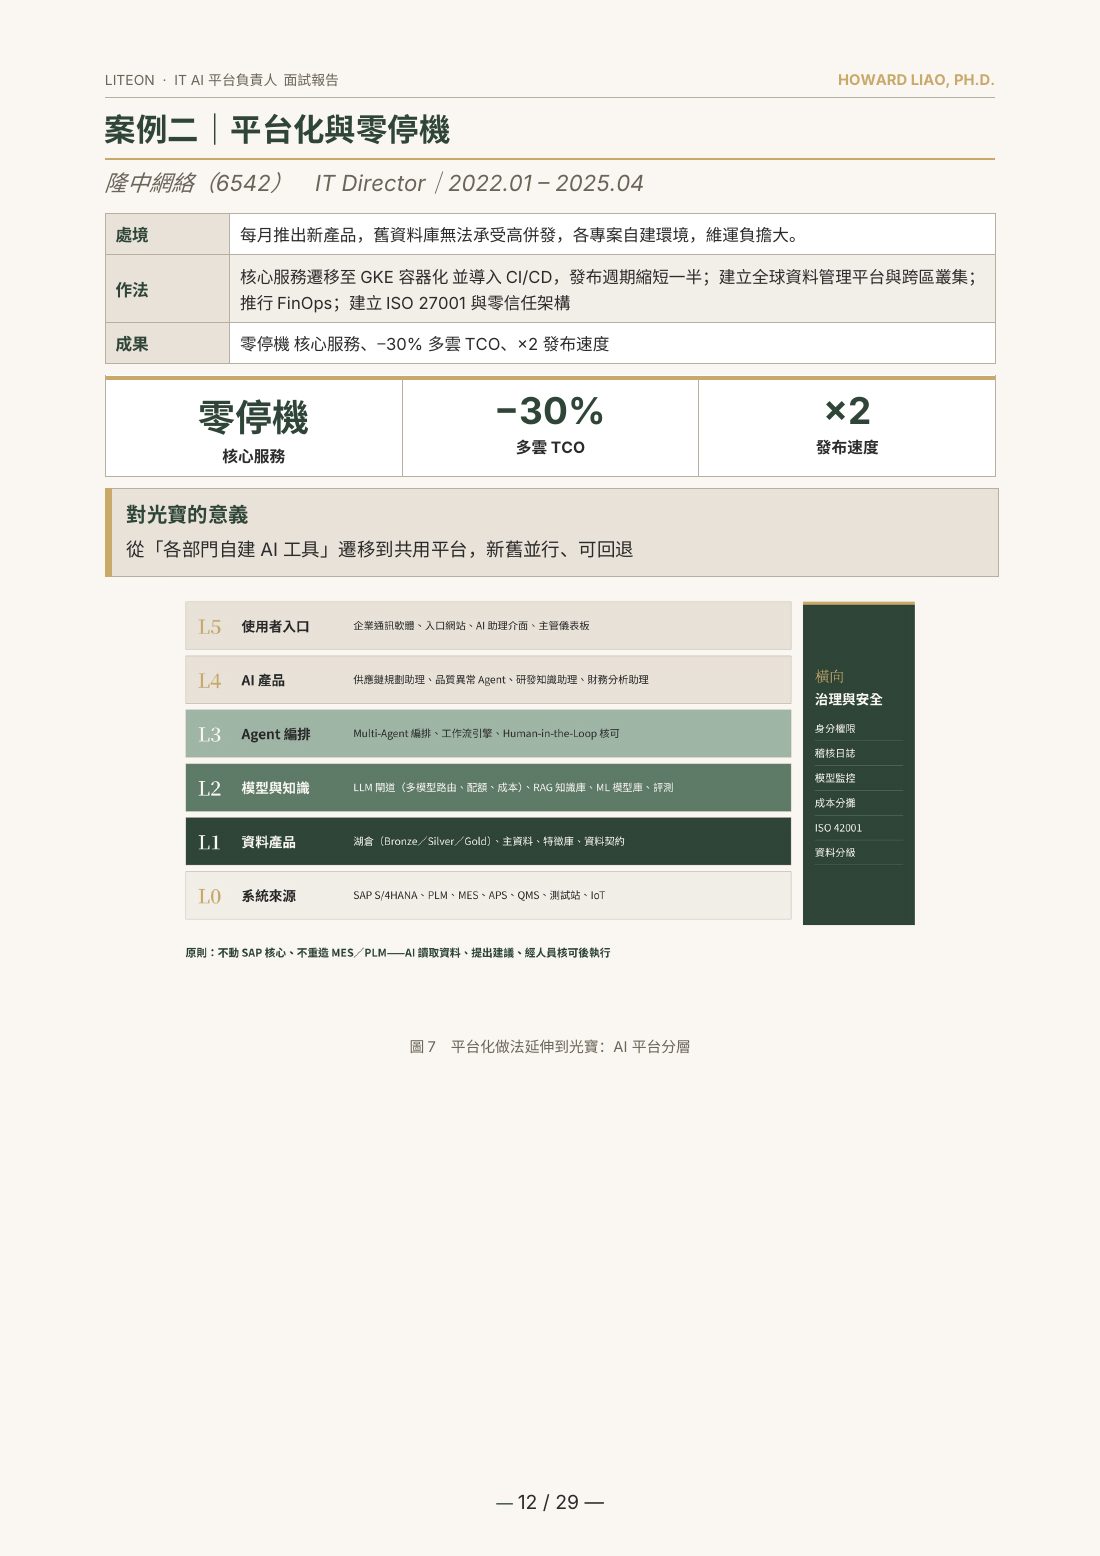 LITEON · IT AI 平台負責人 面試報告
HOWARD LIAO, PH.D.
案例二｜平台化與零停機
隆中網絡（6542） IT Director｜2022.01 – 2025.04
處境
每月推出新產品，舊資料庫無法承受高併發，各專案自建環境，維運負擔大。
作法
核心服務遷移至 GKE 容器化 並導入 CI/CD，發布週期縮短一半；建立全球資料管理平台與跨區叢集；
推行 FinOps；建立 ISO 27001 與零信任架構
成果
零停機 核心服務、−30% 多雲 TCO、×2 發布速度
零停機
核心服務
−30%
多雲 TCO
×2
發布速度
對光寶的意義
從「各部門自建 AI 工具」遷移到共用平台，新舊並行、可回退
L5 使用者入口 企業通訊軟體、入口網站、AI 助理介面、主管儀表板
L4 AI 產品 供應鏈規劃助理、品質異常 Agent、研發知識助理、財務分析助理
L3 Agent 編排 Multi-Agent 編排、工作流引擎、Human-in-the-Loop 核可
L2 模型與知識 LLM 閘道（多模型路由、配額、成本）、RAG 知識庫、ML 模型庫、評測
L1 資料產品 湖倉（Bronze／Silver／Gold）、主資料、特徵庫、資料契約
L0 系統來源 SAP S/4HANA、PLM、MES、APS、QMS、測試站、IoT
橫向
治理與安全
身分權限
稽核日誌
模型監控
成本分攤
ISO 42001
資料分級
原則：不動 SAP 核心、不重造 MES／PLM——AI 讀取資料、提出建議、經人員核可後執行
圖 7 平台化做法延伸到光寶：AI 平台分層
— 12 / 29 —